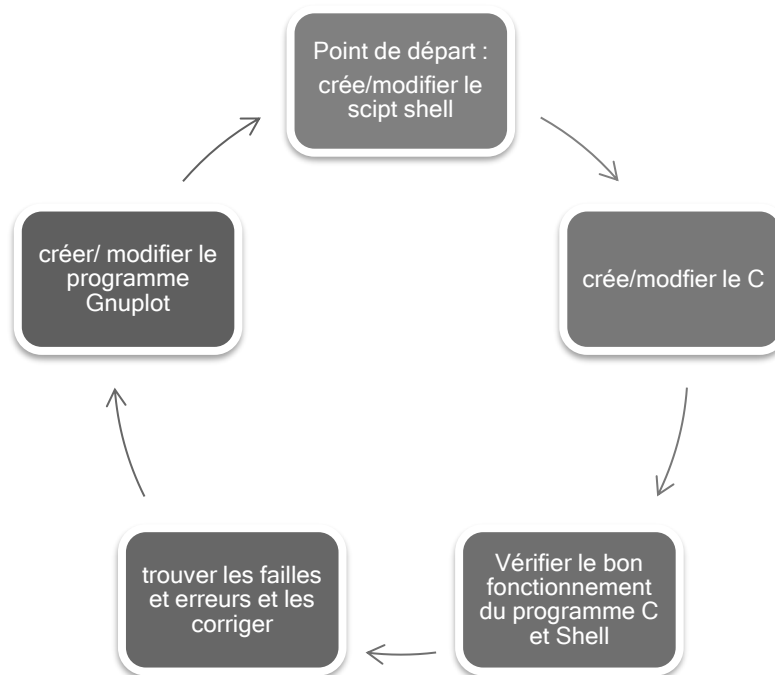 Point de départ :
crée/modifier le
scipt shell
crée/modfier le C
Vérifier le bon
fonctionnement
du programme C
et Shell
trouver les failles
et erreurs et les
corriger
créer/ modifier le
programme
Gnuplot